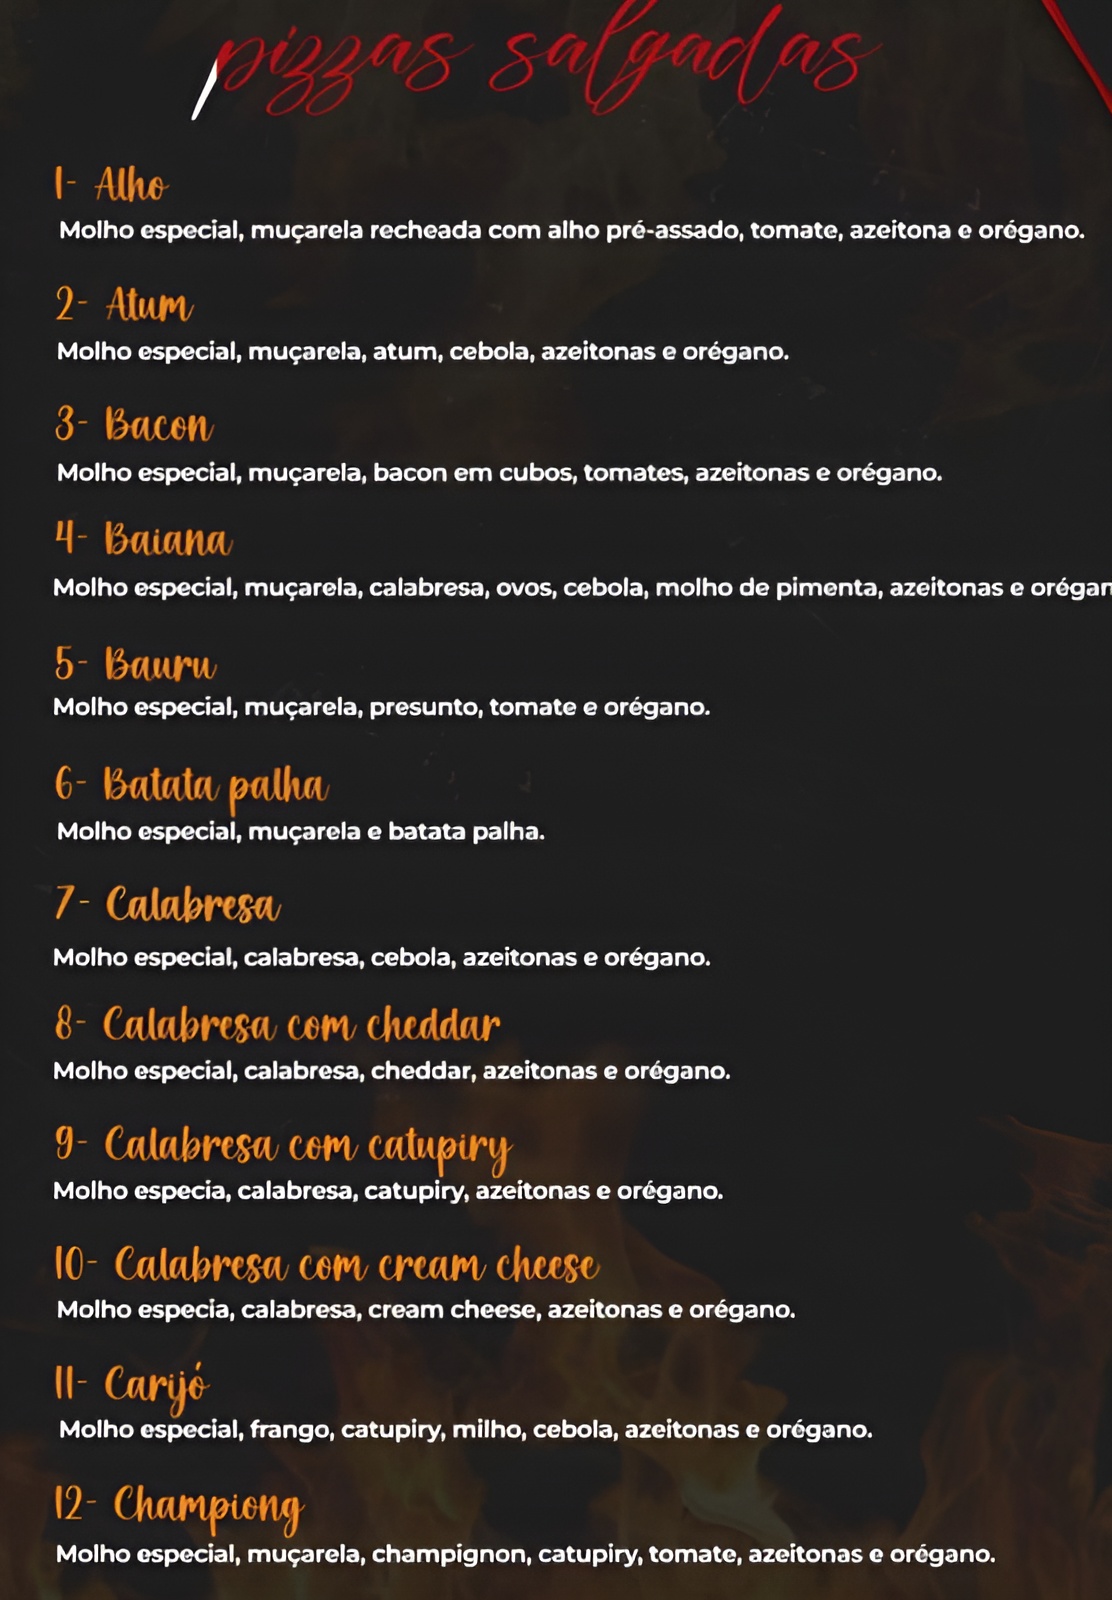 pizzas salgadas
1- Alho
Molho especial, muçarela recheada com alho pré-assado, tomate, azeitona e orégano.
2- Atum
Molho especial, muçarela, atum, cebola, azeitonas e orégano.
3- Bacon
Molho especial, muçarela, bacon em cubos, tomates, azeitonas e orégano.
4- Baiana
Molho especial, muçarela, calabresa, ovos, cebola, molho de pimenta, azeitonas e orégan
5- Bauru
Molho especial, muçarela, presunto, tomate e orégano.
6- Batata palha
Molho especial, muçarela e batata palha.
7- Calabresa
Molho especial, calabresa, cebola, azeitonas e orégano.
8- Calabresa com cheddar
Molho especial, calabresa, cheddar, azeitonas e orégano.
9- Calabresa com catupiry
Molho especia, calabresa, catupiry, azeitonas e orégano.
10- Calabresa com cream cheese
Molho especia, calabresa, cream cheese, azeitonas e orégano.
11- Carijó
Molho especial, frango, catupiry, milho, cebola, azeitonas e orégano.
12- Championg
Molho especial, muçarela, champignon, catupiry, tomate, azeitonas e orégano.